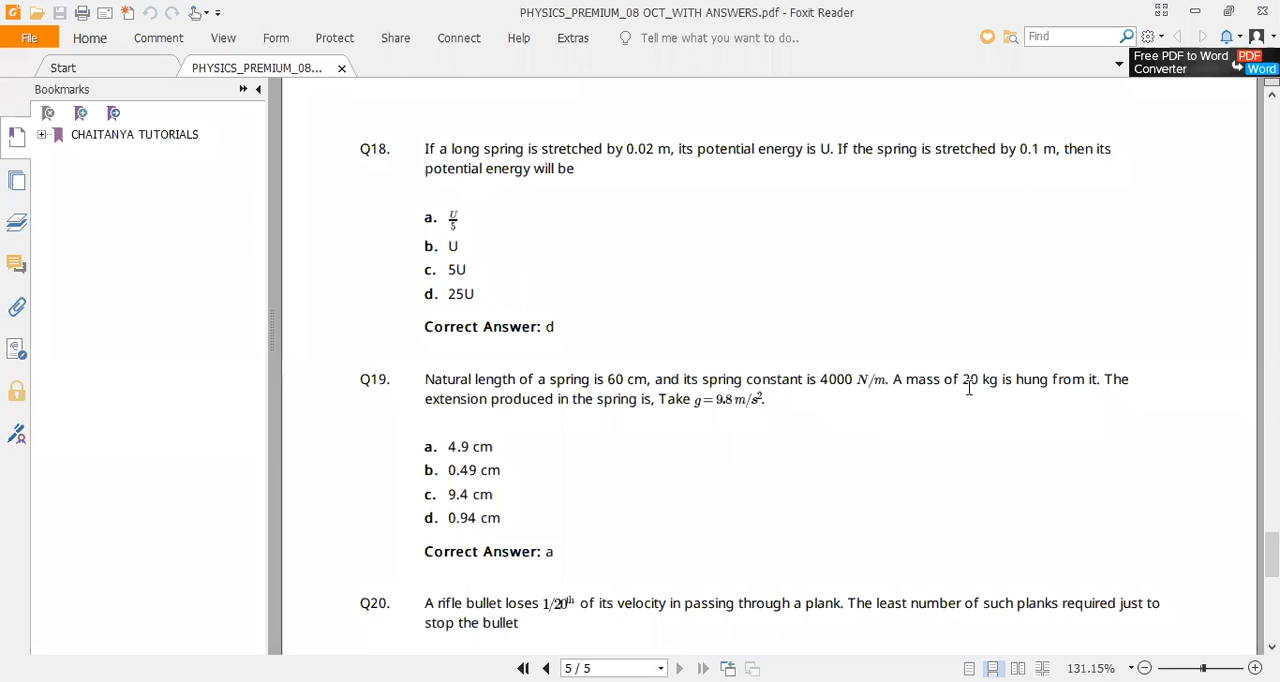 PHYSICS_PREMIUM_08 OCT_WITH ANSWERS.pdf - Foxit Reader
File Home Comment View Form Protect Share Connect Help Extras Tell me what you want to do.. Find
Start PHYSICS_PREMIUM_08... Free PDF to Word PDF
Converter Word
Bookmarks
CHAITANYA TUTORIALS
Q18. If a long spring is stretched by 0.02 m, its potential energy is U. If the spring is stretched by 0.1 m, then its
potential energy will be
a. U/5
b. U
c. 5U
d. 25U
Correct Answer: d
Q19. Natural length of a spring is 60 cm, and its spring constant is 4000 N/m. A mass of 20 kg is hung from it. The
extension produced in the spring is, Take g = 9.8 m/s².
a. 4.9 cm
b. 0.49 cm
c. 9.4 cm
d. 0.94 cm
Correct Answer: a
Q20. A rifle bullet loses 1/20th of its velocity in passing through a plank. The least number of such planks required just to
stop the bullet
5 / 5 131.15%